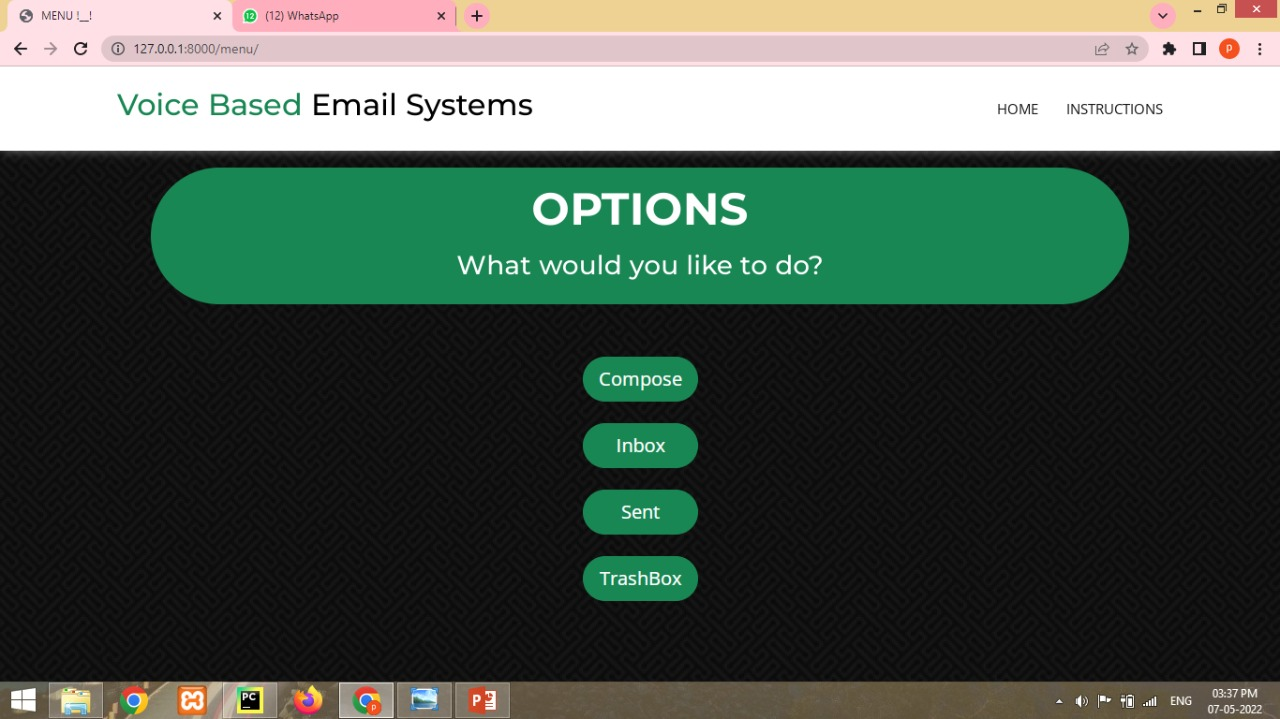 MENU !__!
(12) WhatsApp
127.0.0.1:8000/menu/
Voice Based Email Systems
HOME
INSTRUCTIONS
OPTIONS
What would you like to do?
Compose
Inbox
Sent
TrashBox
ENG
03:37 PM
07-05-2022